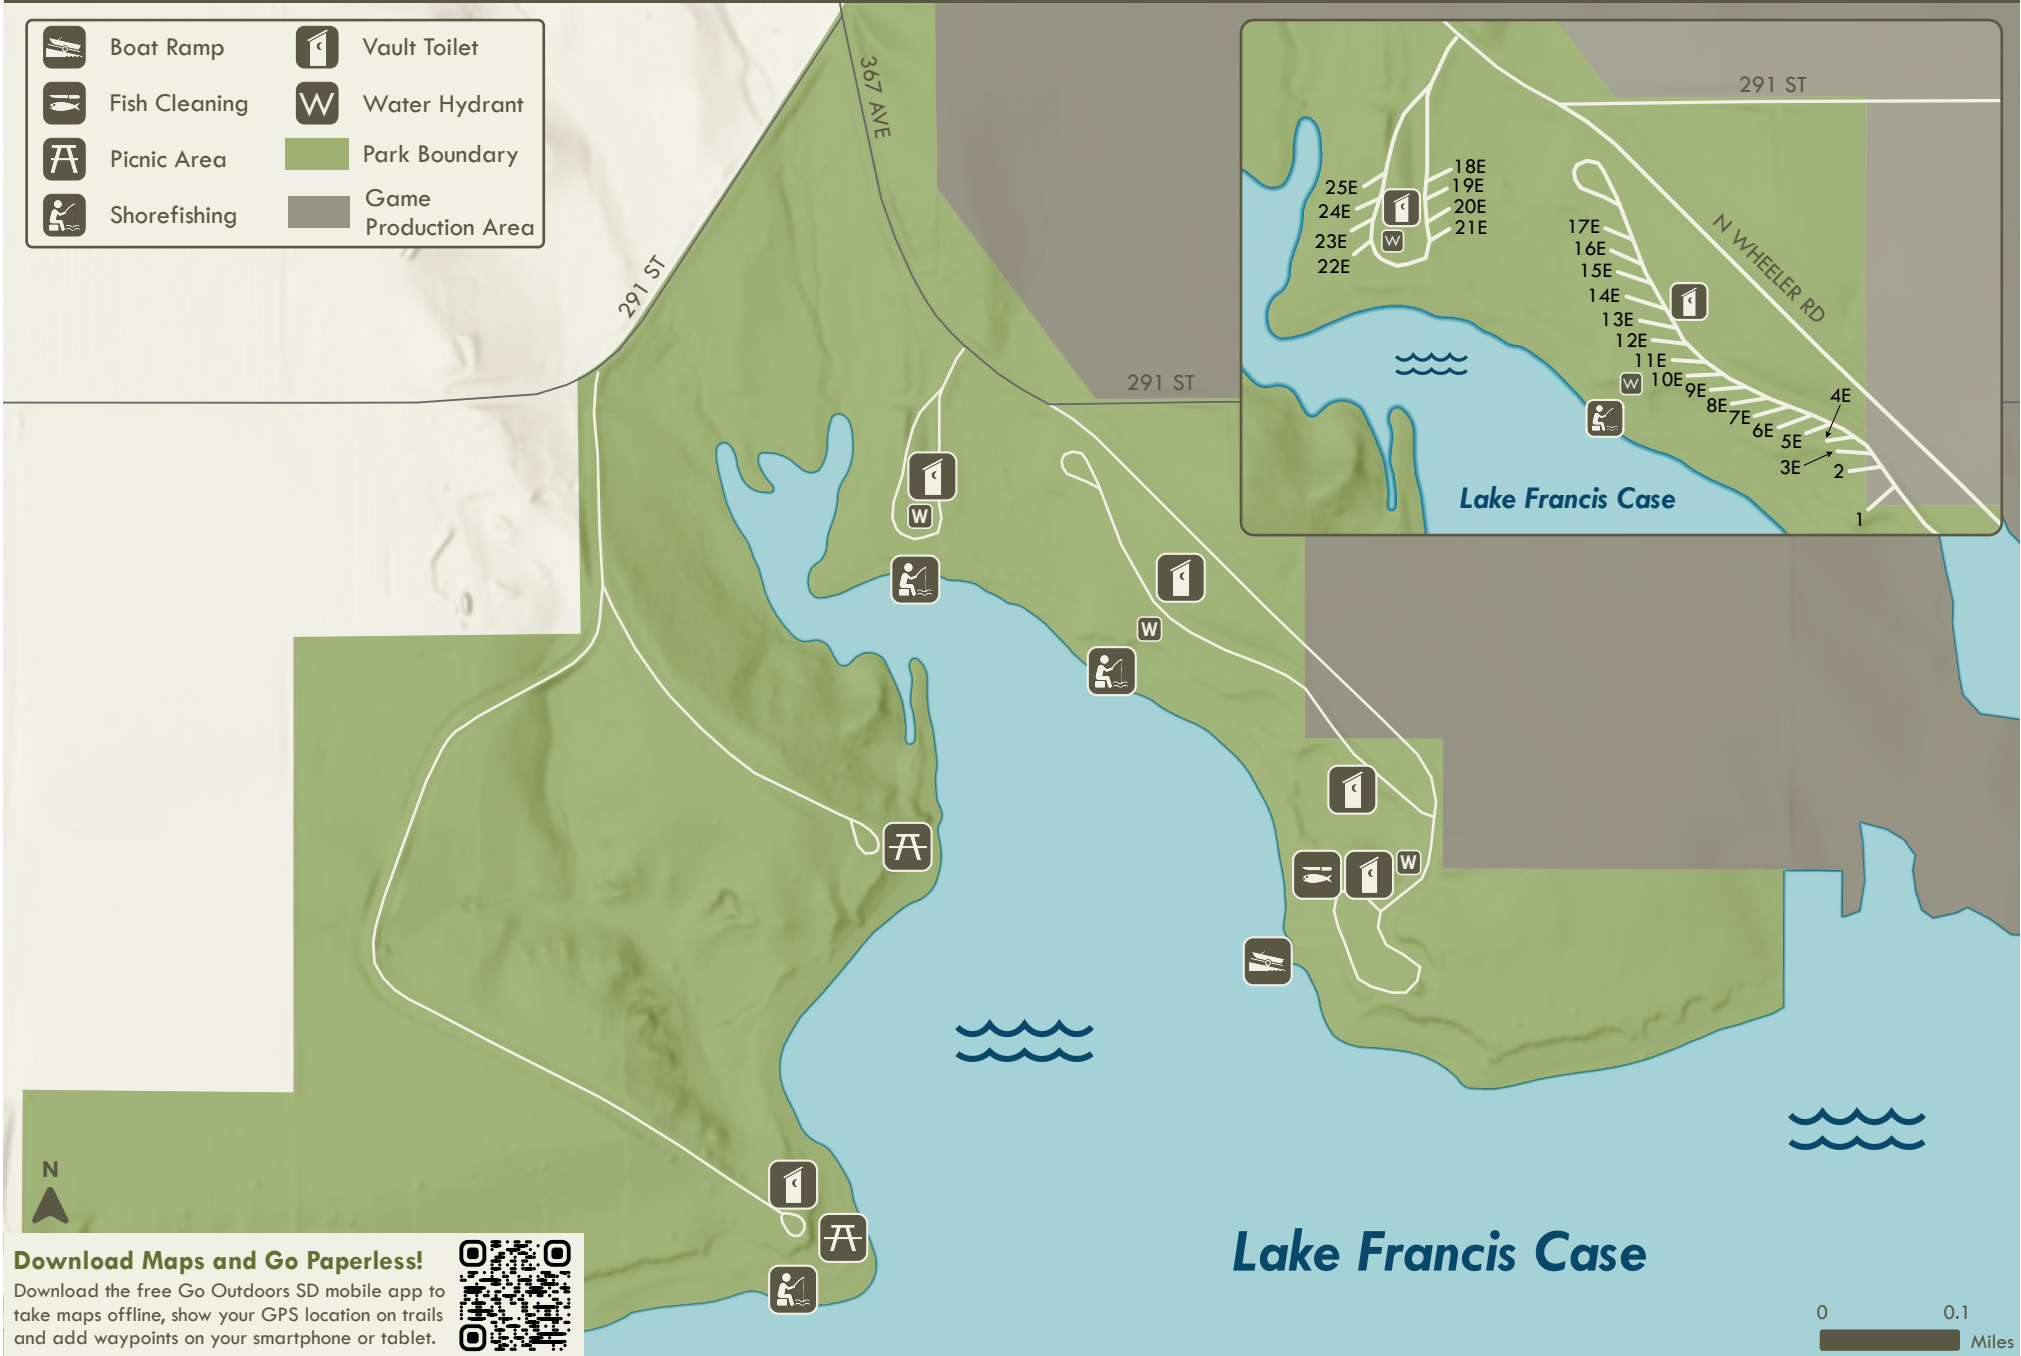 Boat Ramp
Vault Toilet
Fish Cleaning
W
Water Hydrant
Picnic Area
Park Boundary
Shorefishing
Game
Production Area
367 AVE
291 ST
291 ST
291 ST
N WHEELER RD
18E
19E
20E
21E
25E
24E
23E
22E
W
17E
16E
15E
14E
13E
12E
11E
10E
9E
8E
7E
6E
5E
4E
3E
2
1
W
Lake Francis Case
W
W
W
Lake Francis Case
N
Download Maps and Go Paperless!
Download the free Go Outdoors SD mobile app to
take maps offline, show your GPS location on trails
and add waypoints on your smartphone or tablet.
0 0.1
Miles